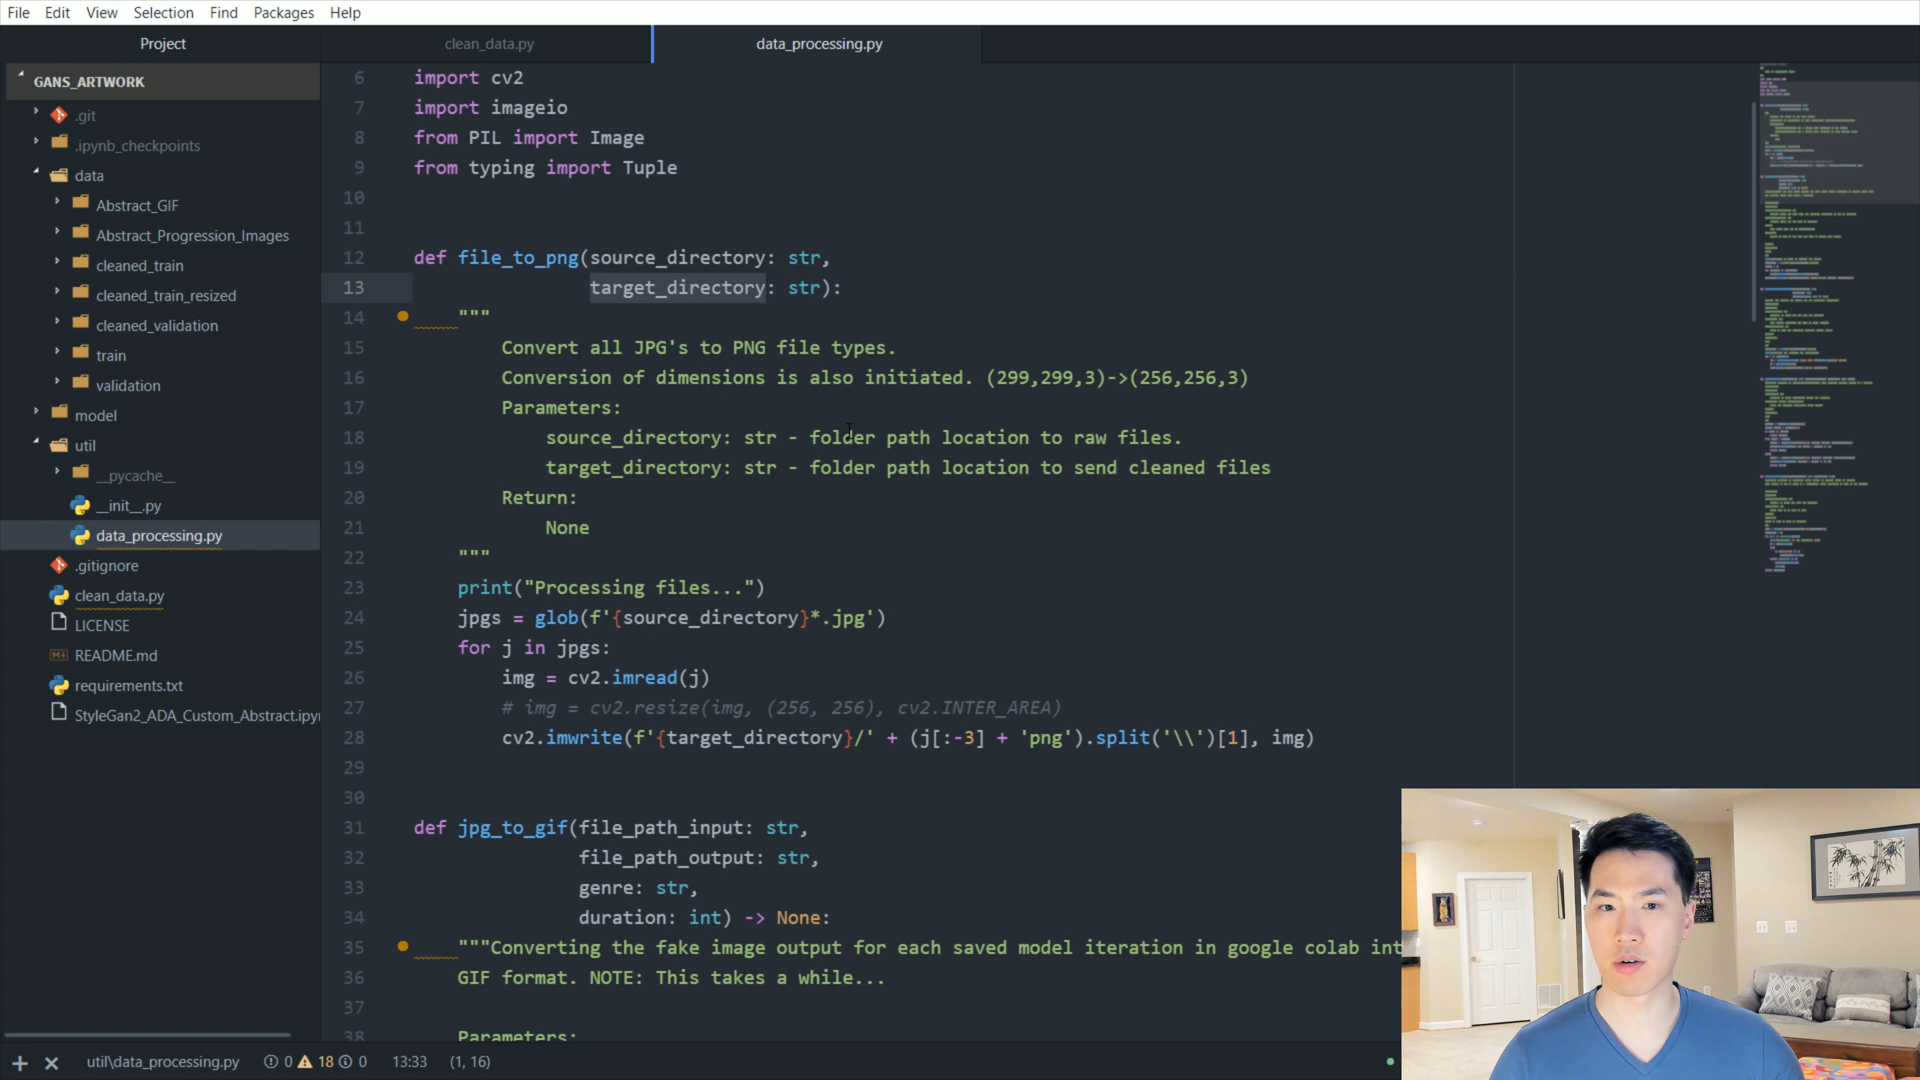 File Edit View Selection Find Packages Help
Project
clean_data.py
data_processing.py
GANS_ARTWORK
.git
.ipynb_checkpoints
data
Abstract_GIF
Abstract_Progression_Images
cleaned_train
cleaned_train_resized
cleaned_validation
train
validation
model
util
__pycache__
__init__.py
data_processing.py
.gitignore
clean_data.py
LICENSE
README.md
requirements.txt
StyleGan2_ADA_Custom_Abstract.ipy
6 import cv2
7 import imageio
8 from PIL import Image
9 from typing import Tuple
10
11
12 def file_to_png(source_directory: str,
13 target_directory: str):
14 """
15 Convert all JPG's to PNG file types.
16 Conversion of dimensions is also initiated. (299,299,3)->(256,256,3)
17 Parameters:
18 source_directory: str - folder path location to raw files.
19 target_directory: str - folder path location to send cleaned files
20 Return:
21 None
22 """
23 print("Processing files...")
24 jpgs = glob(f'{source_directory}*.jpg')
25 for j in jpgs:
26 img = cv2.imread(j)
27 # img = cv2.resize(img, (256, 256), cv2.INTER_AREA)
28 cv2.imwrite(f'{target_directory}/' + (j[:-3] + 'png').split('\\')[1], img)
29
30
31 def jpg_to_gif(file_path_input: str,
32 file_path_output: str,
33 genre: str,
34 duration: int) -> None:
35 """Converting the fake image output for each saved model iteration in google colab int
36 GIF format. NOTE: This takes a while...
37
38 Parameters:
util\data_processing.py 0 18 0 13:33 (1, 16)